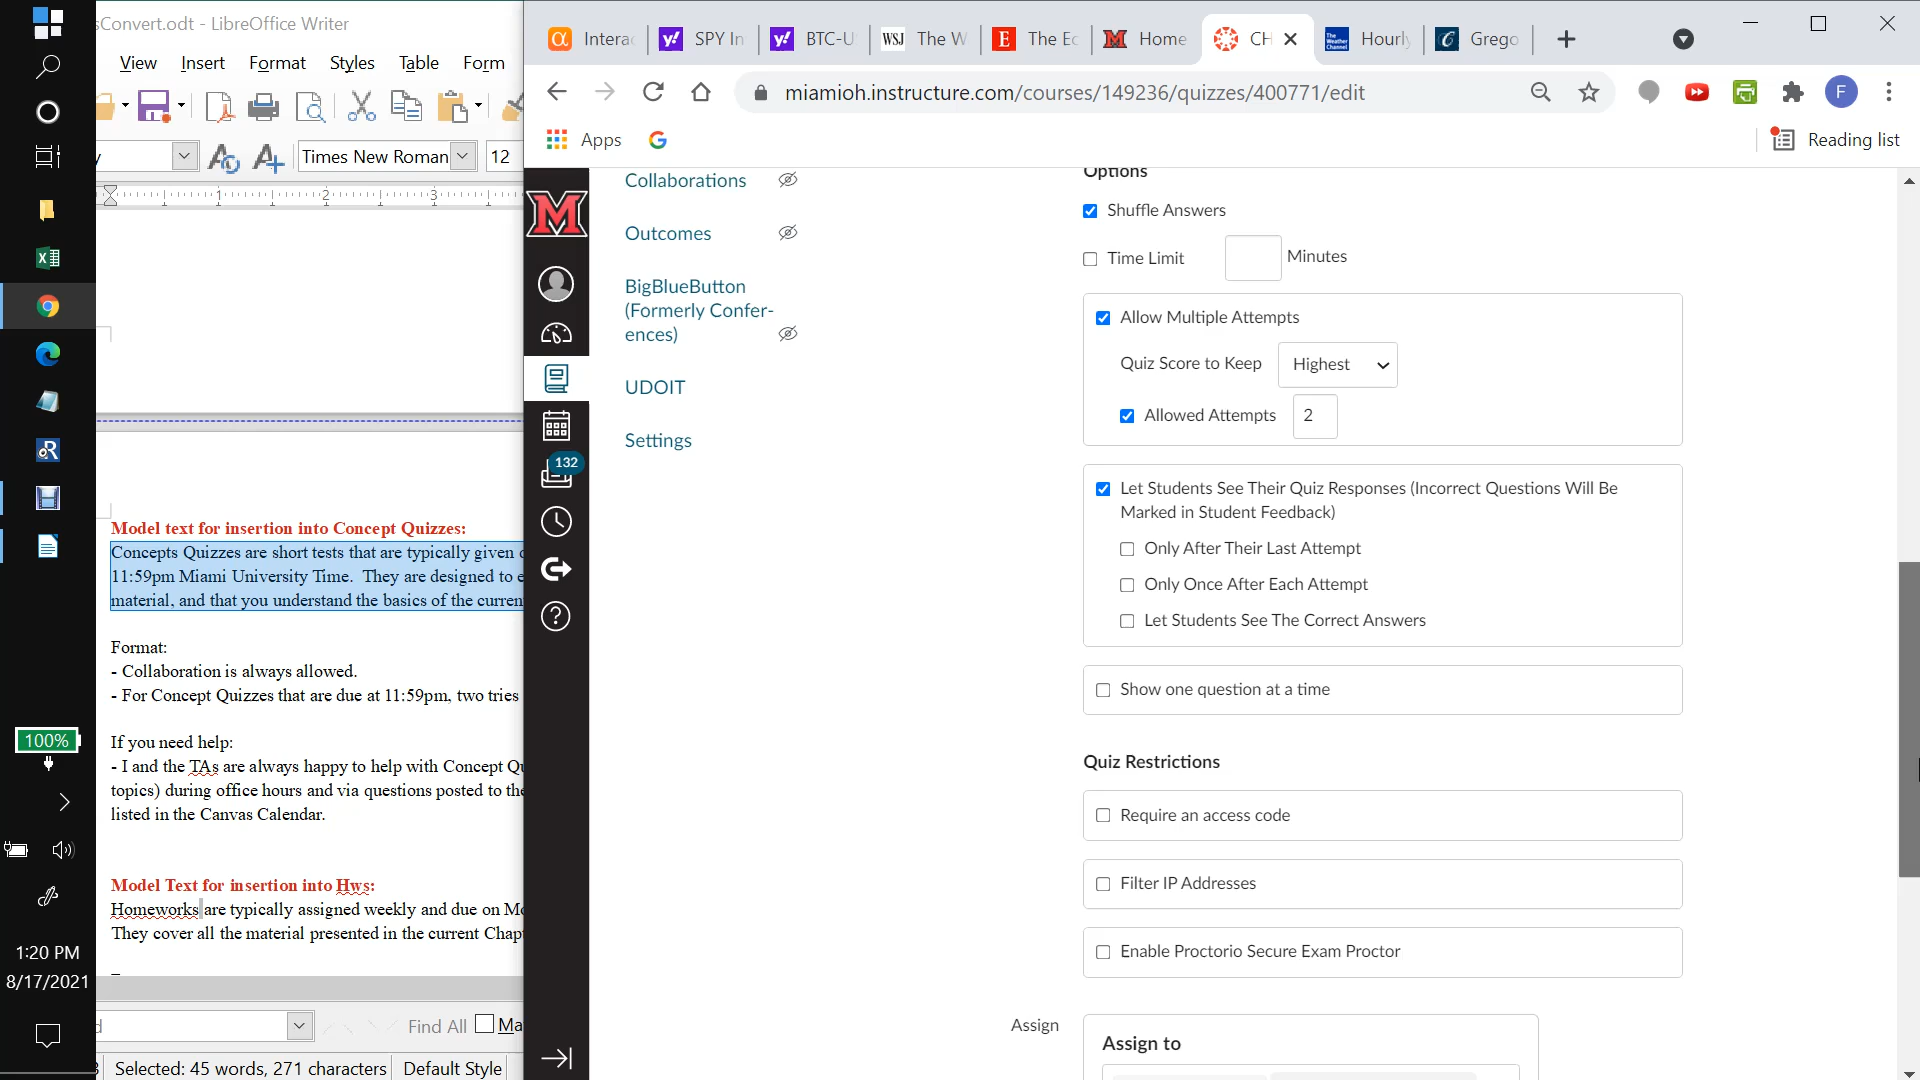 sConvert.odt - LibreOffice Writer
View Insert Format Styles Table Form
Times New Roman 12
1 2 3
Model text for insertion into Concept Quizzes:
Concepts Quizzes are short tests that are typically given
11:59pm Miami University Time. They are designed to e
material, and that you understand the basics of the curren
Format:
- Collaboration is always allowed.
- For Concept Quizzes that are due at 11:59pm, two tries
If you need help:
- I and the TAs are always happy to help with Concept Qu
topics) during office hours and via questions posted to the
listed in the Canvas Calendar.
Model Text for insertion into Hws:
Homeworks are typically assigned weekly and due on Mo
They cover all the material presented in the current Chap
Find All Ma
Selected: 45 words, 271 characters Default Style
100%
1:20 PM
8/17/2021
Intera SPY In BTC-U WSJ The W E The Ec Home CH Hourly Grego
miamioh.instructure.com/courses/149236/quizzes/400771/edit
F
Apps Reading list
132
Collaborations
Outcomes
BigBlueButton
(Formerly Confer-
ences)
UDOIT
Settings
Options
Shuffle Answers
Time Limit Minutes
Allow Multiple Attempts
Quiz Score to Keep Highest
Allowed Attempts 2
Let Students See Their Quiz Responses (Incorrect Questions Will Be
Marked in Student Feedback)
Only After Their Last Attempt
Only Once After Each Attempt
Let Students See The Correct Answers
Show one question at a time
Quiz Restrictions
Require an access code
Filter IP Addresses
Enable Proctorio Secure Exam Proctor
Assign
Assign to